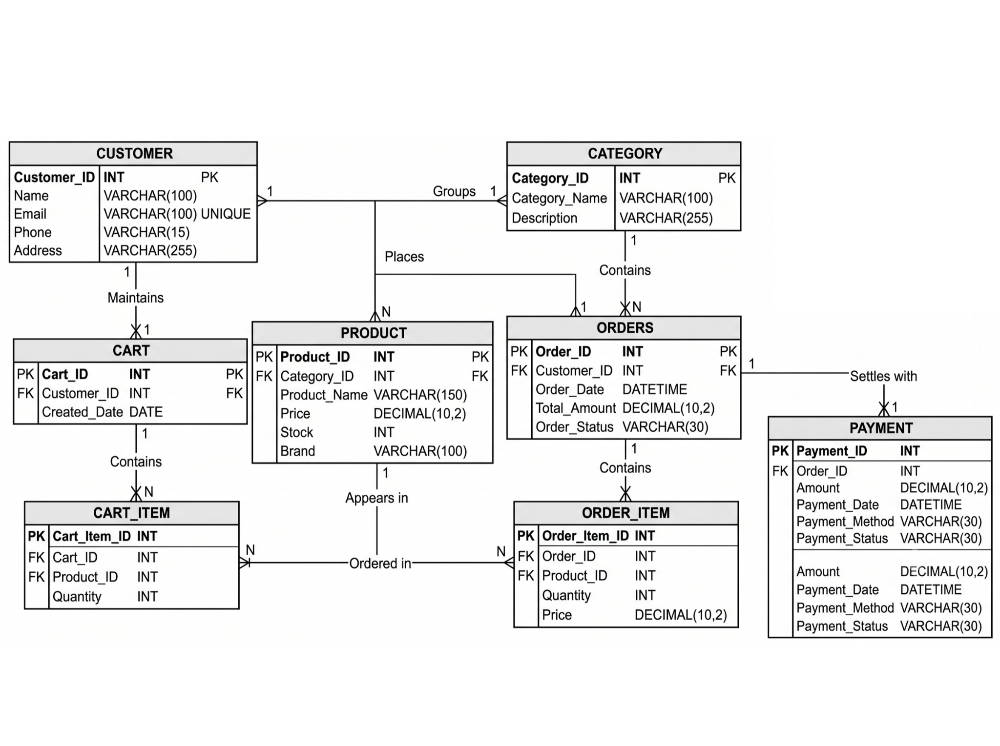 CUSTOMER
Customer_ID INT PK
Name VARCHAR(100)
Email VARCHAR(100) UNIQUE
Phone VARCHAR(15)
Address VARCHAR(255)
1
Groups 1
CATEGORY
Category_ID INT PK
Category_Name VARCHAR(100)
Description VARCHAR(255)
1
Maintains
1
Places
N
1
1
Contains
N
CART
PK Cart_ID INT PK
FK Customer_ID INT FK
Created_Date DATE
1
Contains
N
PRODUCT
PK Product_ID INT PK
FK Category_ID INT FK
Product_Name VARCHAR(150)
Price DECIMAL(10,2)
Stock INT
Brand VARCHAR(100)
1
Appears in
ORDERS
PK Order_ID INT PK
FK Customer_ID INT FK
Order_Date DATETIME
Total_Amount DECIMAL(10,2)
Order_Status VARCHAR(30)
1
Contains
1
Settles with
1
CART_ITEM
PK Cart_Item_ID INT
FK Cart_ID INT
FK Product_ID INT
Quantity INT
N
Ordered in
N
ORDER_ITEM
PK Order_Item_ID INT
FK Order_ID INT
FK Product_ID INT
Quantity INT
Price DECIMAL(10,2)
PAYMENT
PK Payment_ID INT
FK Order_ID INT
Amount DECIMAL(10,2)
Payment_Date DATETIME
Payment_Method VARCHAR(30)
Payment_Status VARCHAR(30)
Amount DECIMAL(10,2)
Payment_Date DATETIME
Payment_Method VARCHAR(30)
Payment_Status VARCHAR(30)